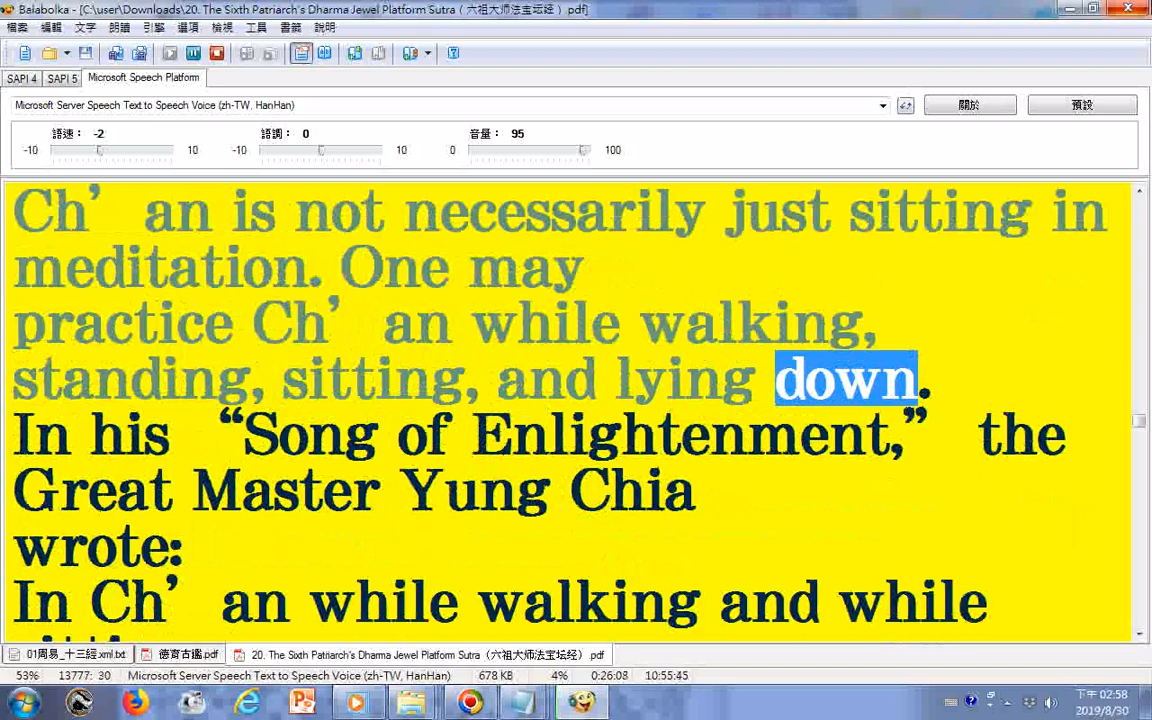 Balabolka - [C:\user\Downloads\20. The Sixth Patriarch's Dharma Jewel Platform Sutra（六祖大师法宝坛经）pdf]
檔案 編輯 文字 朗讀 引擎 選項 檢視 工具 書籤 說明
SAPI 4 SAPI 5 Microsoft Speech Platform
Microsoft Server Speech Text to Speech Voice (zh-TW, HanHan) 關於 預設
語速： -2 語調： 0 音量： 95
-10 10 -10 10 0 100
Ch’ an is not necessarily just sitting in
meditation. One may
practice Ch’ an while walking,
standing, sitting, and lying down.
In his “Song of Enlightenment,” the
Great Master Yung Chia
wrote:
In Ch’ an while walking and while
01周易_十三經.xml.txt 德育古鑑.pdf 20. The Sixth Patriarch's Dharma Jewel Platform Sutra（六祖大师法宝坛经）.pdf
53% 13777: 30 Microsoft Server Speech Text to Speech Voice (zh-TW, HanHan) 678 KB 4% 0:26:08 10:55:45
下午 02:58
2019/8/30